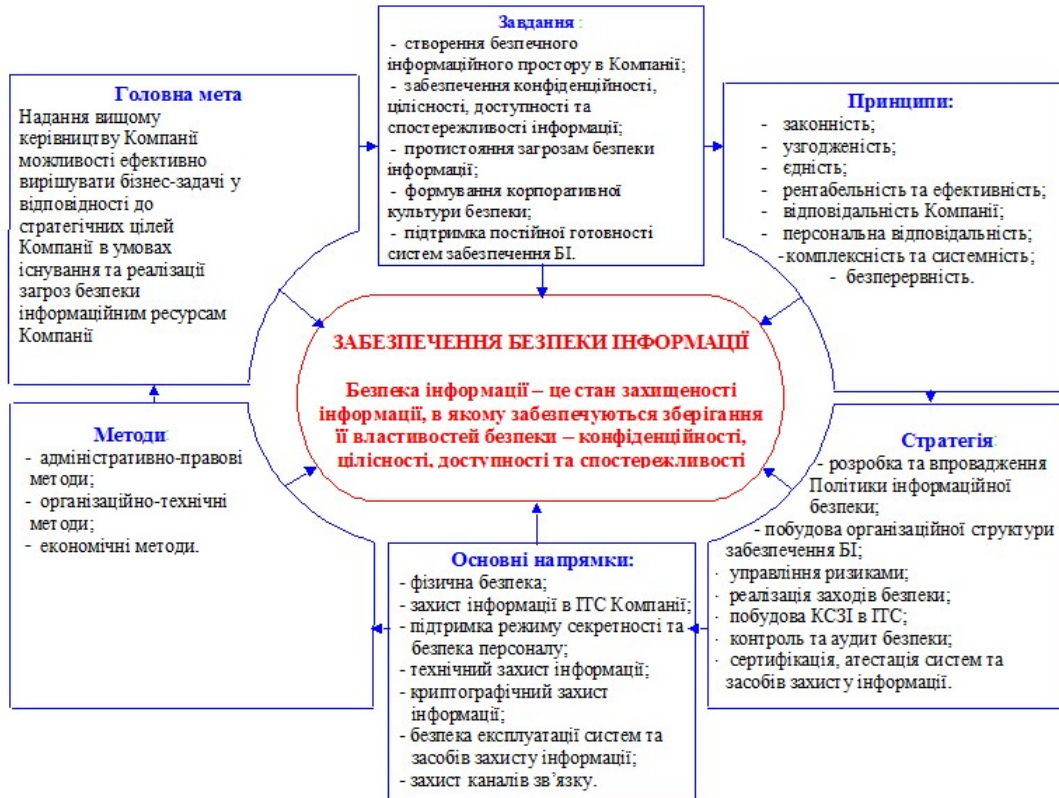 Завдання :
- створення безпечного
інформаційного простору в Компанії;
- забезпечення конфіденційності,
цілісності, доступності та
спостережливості інформації;
- протистояння загрозам безпеки
інформації;
- формування корпоративної
культури безпеки;
- підтримка постійної готовності
систем забезпечення БІ.
Головна мета
Надання вищому
керівництву Компанії
можливості ефективно
вирішувати бізнес-задачі у
відповідності до
стратегічних цілей
Компанії в умовах
існування та реалізації
загроз безпеки
інформаційним ресурсам
Компанії
Принципи:
- законність;
- узгодженість;
- єдність;
- рентабельність та ефективність;
- відповідальність Компанії;
- персональна відповідальність;
-комплексність та системність;
- безперервність.
ЗАБЕЗПЕЧЕННЯ БЕЗПЕКИ ІНФОРМАЦІЇ
Безпека інформації – це стан захищеності
інформації, в якому забезпечуються зберігання
її властивостей безпеки – конфіденційності,
цілісності, доступності та спостережливості
Методи:
- адміністративно-правові
методи;
- організаційно-технічні
методи;
- економічні методи.
Стратегія:
- розробка та впровадження
Політики інформаційної
безпеки;
- побудова організаційної структури
забезпечення БІ;
· управління ризиками;
· реалізація заходів безпеки;
· побудова КСЗІ в ІТС;
· контроль та аудит безпеки;
· сертифікація, атестація систем та
засобів захисту інформації.
Основні напрямки:
- фізична безпека;
- захист інформації в ІТС Компанії;
- підтримка режиму секретності та
безпека персоналу;
- технічний захист інформації;
- криптографічний захист
інформації;
- безпека експлуатації систем та
засобів захисту інформації;
- захист каналів зв’язку.